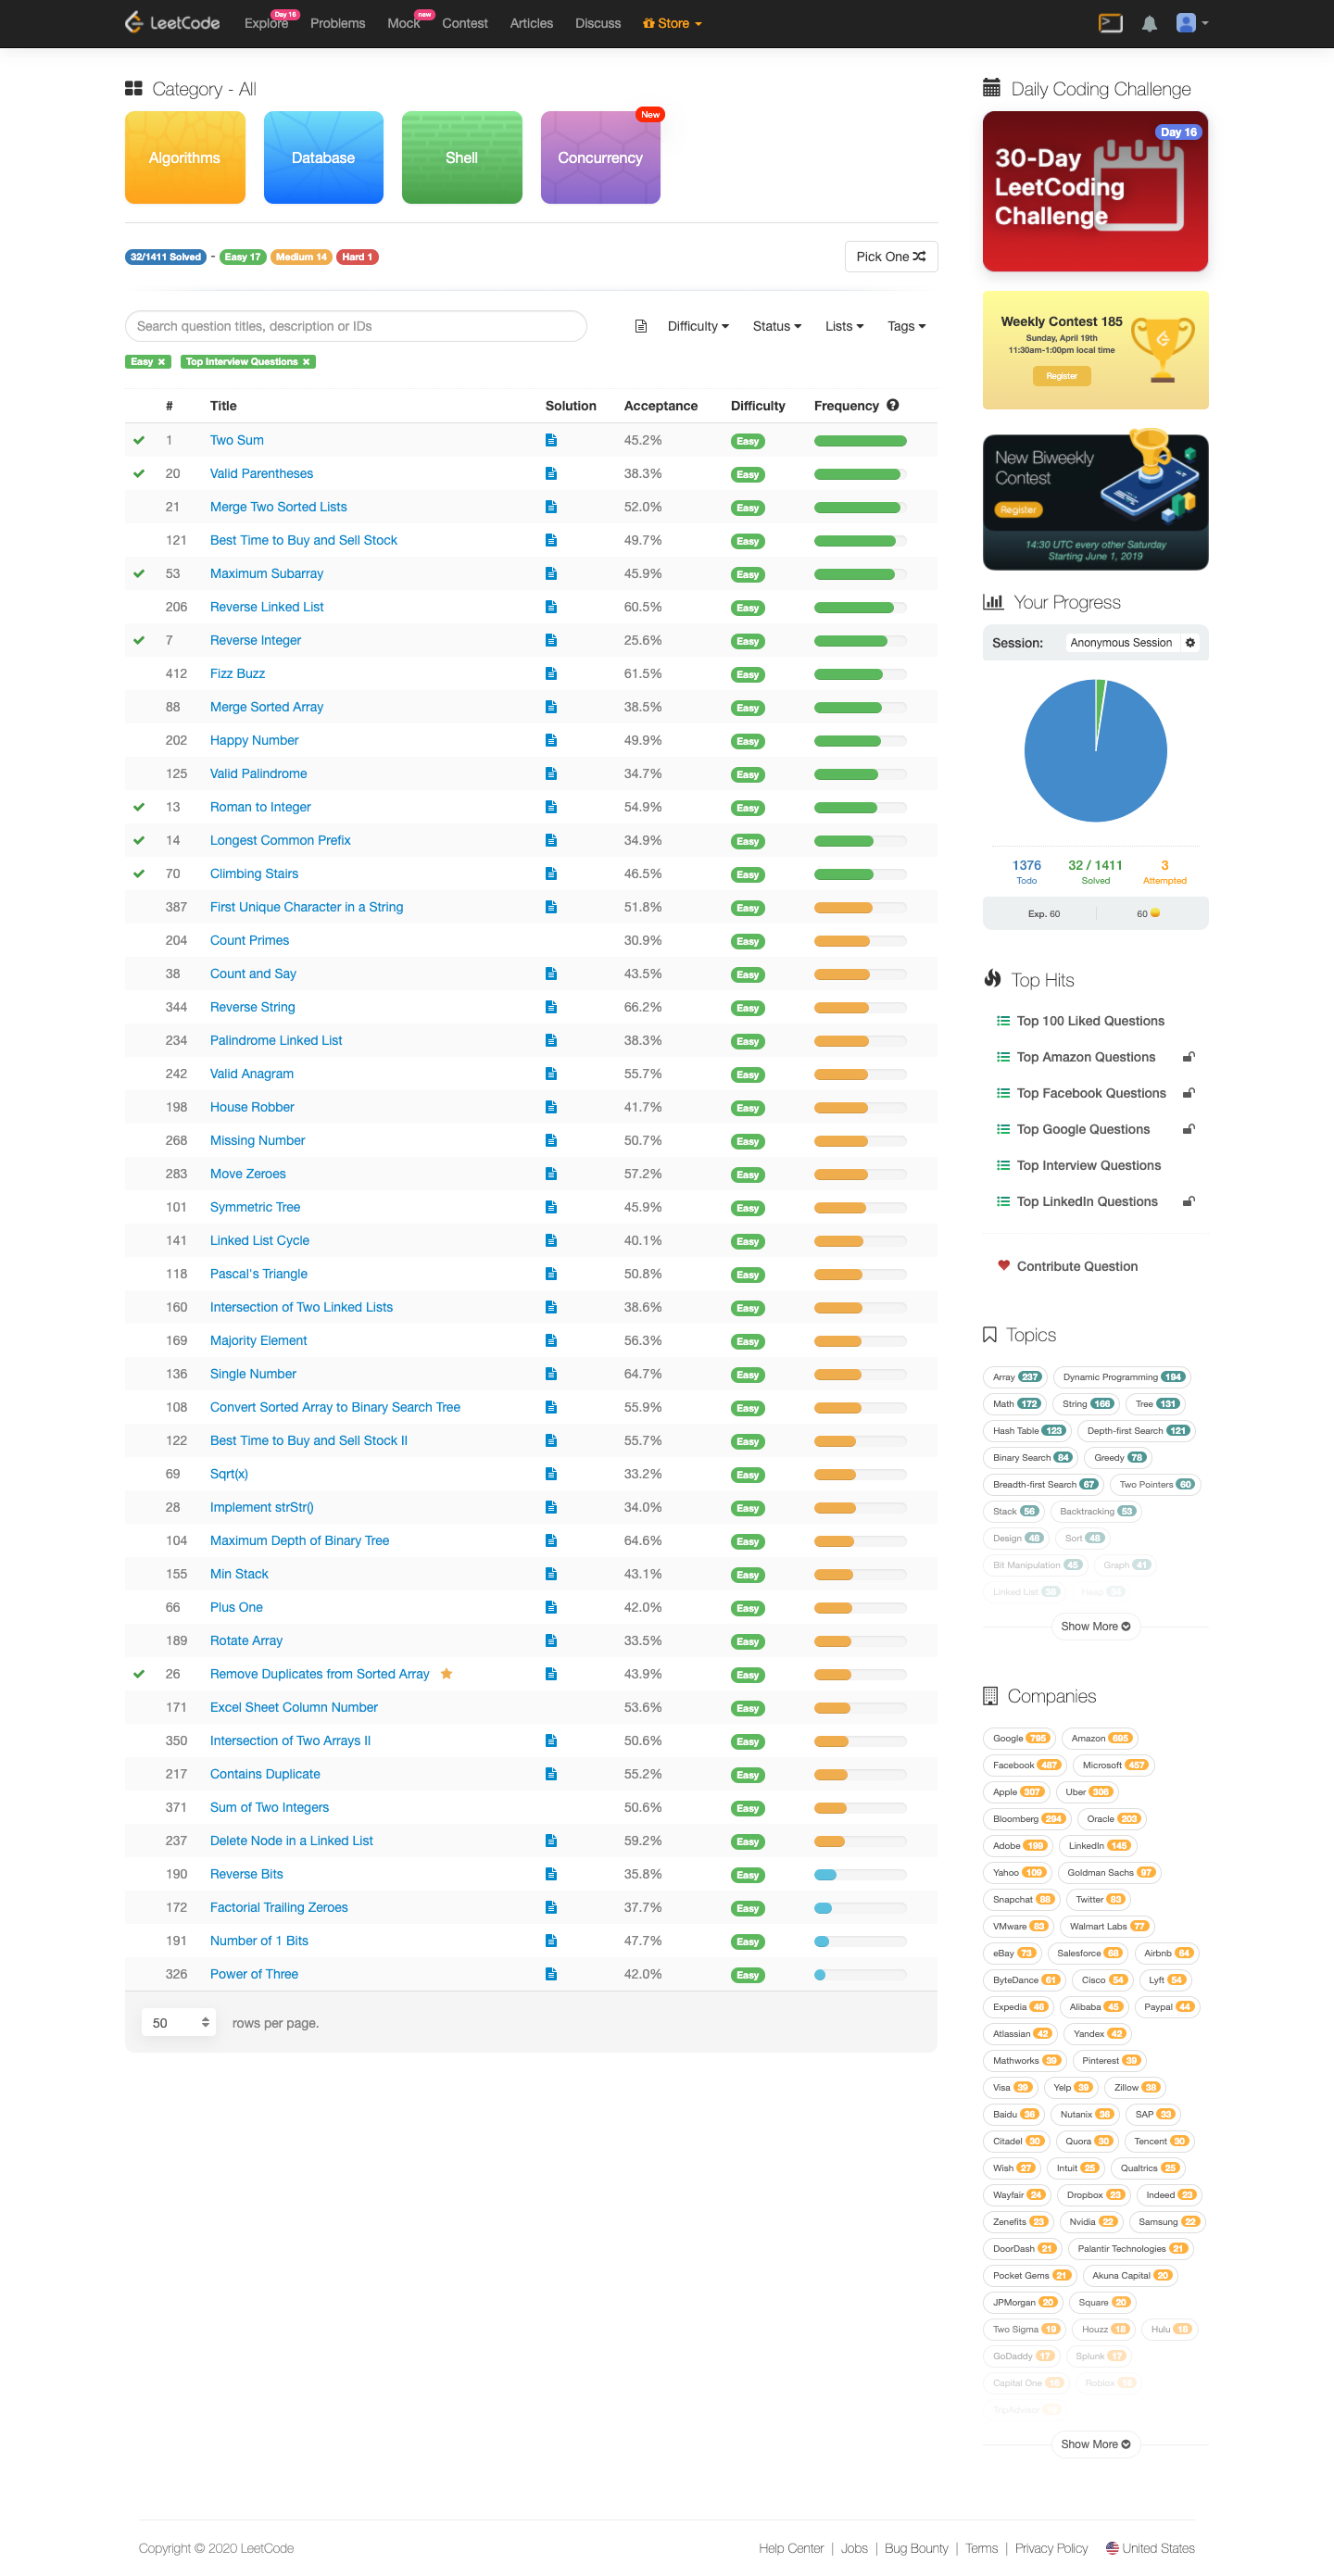 LeetCode Explore Day 16 Problems Mock new Contest Articles Discuss Store
Category - All
Algorithms Database Shell Concurrency New
32/1411 Solved - Easy 17 Medium 14 Hard 1
Pick One
Search question titles, description or IDs
Difficulty Status Lists Tags
Easy × Top Interview Questions ×
# Title Solution Acceptance Difficulty Frequency
1 Two Sum 45.2% Easy
20 Valid Parentheses 38.3% Easy
21 Merge Two Sorted Lists 52.0% Easy
121 Best Time to Buy and Sell Stock 49.7% Easy
53 Maximum Subarray 45.9% Easy
206 Reverse Linked List 60.5% Easy
7 Reverse Integer 25.6% Easy
412 Fizz Buzz 61.5% Easy
88 Merge Sorted Array 38.5% Easy
202 Happy Number 49.9% Easy
125 Valid Palindrome 34.7% Easy
13 Roman to Integer 54.9% Easy
14 Longest Common Prefix 34.9% Easy
70 Climbing Stairs 46.5% Easy
387 First Unique Character in a String 51.8% Easy
204 Count Primes 30.9% Easy
38 Count and Say 43.5% Easy
344 Reverse String 66.2% Easy
234 Palindrome Linked List 38.3% Easy
242 Valid Anagram 55.7% Easy
198 House Robber 41.7% Easy
268 Missing Number 50.7% Easy
283 Move Zeroes 57.2% Easy
101 Symmetric Tree 45.9% Easy
141 Linked List Cycle 40.1% Easy
118 Pascal's Triangle 50.8% Easy
160 Intersection of Two Linked Lists 38.6% Easy
169 Majority Element 56.3% Easy
136 Single Number 64.7% Easy
108 Convert Sorted Array to Binary Search Tree 55.9% Easy
122 Best Time to Buy and Sell Stock II 55.7% Easy
69 Sqrt(x) 33.2% Easy
28 Implement strStr() 34.0% Easy
104 Maximum Depth of Binary Tree 64.6% Easy
155 Min Stack 43.1% Easy
66 Plus One 42.0% Easy
189 Rotate Array 33.5% Easy
26 Remove Duplicates from Sorted Array 43.9% Easy
171 Excel Sheet Column Number 53.6% Easy
350 Intersection of Two Arrays II 50.6% Easy
217 Contains Duplicate 55.2% Easy
371 Sum of Two Integers 50.6% Easy
237 Delete Node in a Linked List 59.2% Easy
190 Reverse Bits 35.8% Easy
172 Factorial Trailing Zeroes 37.7% Easy
191 Number of 1 Bits 47.7% Easy
326 Power of Three 42.0% Easy
50 rows per page.
Daily Coding Challenge
Day 16
30-Day
LeetCoding
Challenge
Weekly Contest 185
Sunday, April 19th
11:30am-1:00pm local time
Register
New Biweekly
Contest
Register
14:30 UTC every other Saturday
Starting June 1, 2019
Your Progress
Session: Anonymous Session
1376 32 / 1411 3
Todo Solved Attempted
Exp. 60 60
Top Hits
Top 100 Liked Questions
Top Amazon Questions
Top Facebook Questions
Top Google Questions
Top Interview Questions
Top LinkedIn Questions
Contribute Question
Topics
Array 237 Dynamic Programming 194
Math 172 String 166 Tree 131
Hash Table 123 Depth-first Search 121
Binary Search 84 Greedy 78
Breadth-first Search 67 Two Pointers 60
Stack 56 Backtracking 53
Design 48 Sort 48
Bit Manipulation 45 Graph 41
Linked List Heap 34
Show More
Companies
Google 795 Amazon 695
Facebook 487 Microsoft 457
Apple 307 Uber 306
Bloomberg 294 Oracle 203
Adobe 199 LinkedIn 145
Yahoo 109 Goldman Sachs 97
Snapchat 88 Twitter 83
VMware 83 Walmart Labs 77
eBay 73 Salesforce 68 Airbnb 64
ByteDance 61 Cisco 54 Lyft 54
Expedia 46 Alibaba 45 Paypal 44
Atlassian 42 Yandex 42
Mathworks 39 Pinterest 39
Visa 39 Yelp 39 Zillow 38
Baidu 36 Nutanix 36 SAP 33
Citadel 30 Quora 30 Tencent 30
Wish 27 Intuit 25 Qualtrics 25
Wayfair 24 Dropbox 23 Indeed 23
Zenefits 23 Nvidia 22 Samsung 22
DoorDash 21 Palantir Technologies 21
Pocket Gems 21 Akuna Capital 20
JPMorgan 20 Square 20
Two Sigma 19 Houzz 18 Hulu 18
GoDaddy 17 Splunk 17
Capital One Roblox
Show More
Copyright © 2020 LeetCode
Help Center | Jobs | Bug Bounty | Terms | Privacy Policy United States